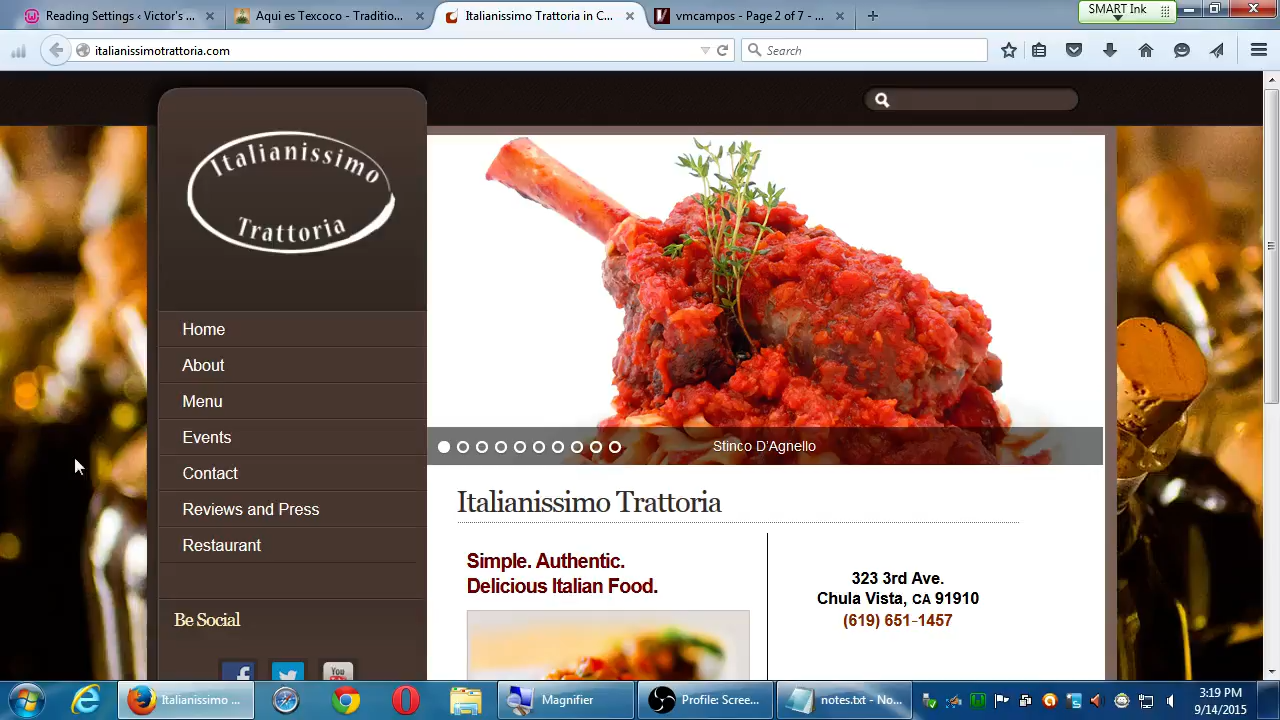 Reading Settings ‹ Victor's ...
Aqui es Texcoco - Traditio...
Italianissimo Trattoria in C...
vmcampos - Page 2 of 7 - ...
SMART Ink
italianissimotrattoria.com
Search
Italianissimo
Trattoria
Home
About
Menu
Events
Contact
Reviews and Press
Restaurant
Be Social
Stinco D'Agnello
Italianissimo Trattoria
Simple. Authentic.
Delicious Italian Food.
323 3rd Ave.
Chula Vista, CA 91910
(619) 651-1457
You
Italianissimo ...
Magnifier
Profile: Scree...
notes.txt - No...
3:19 PM
9/14/2015